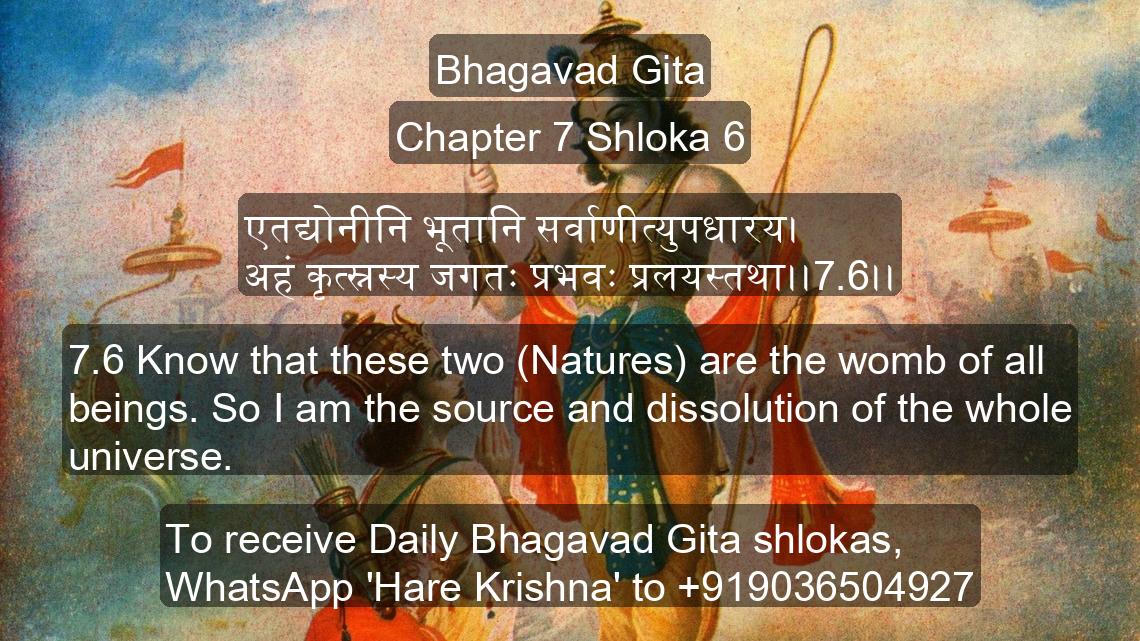 Bhagavad Gita
Chapter 7 Shloka 6
एतद्योनीनि भूतानि सर्वाणीत्युपधारय।
अहं कृत्स्नस्य जगतः प्रभवः प्रलयस्तथा।।7.6।।
7.6 Know that these two (Natures) are the womb of all
beings. So I am the source and dissolution of the whole
universe.
To receive Daily Bhagavad Gita shlokas,
WhatsApp 'Hare Krishna' to +919036504927